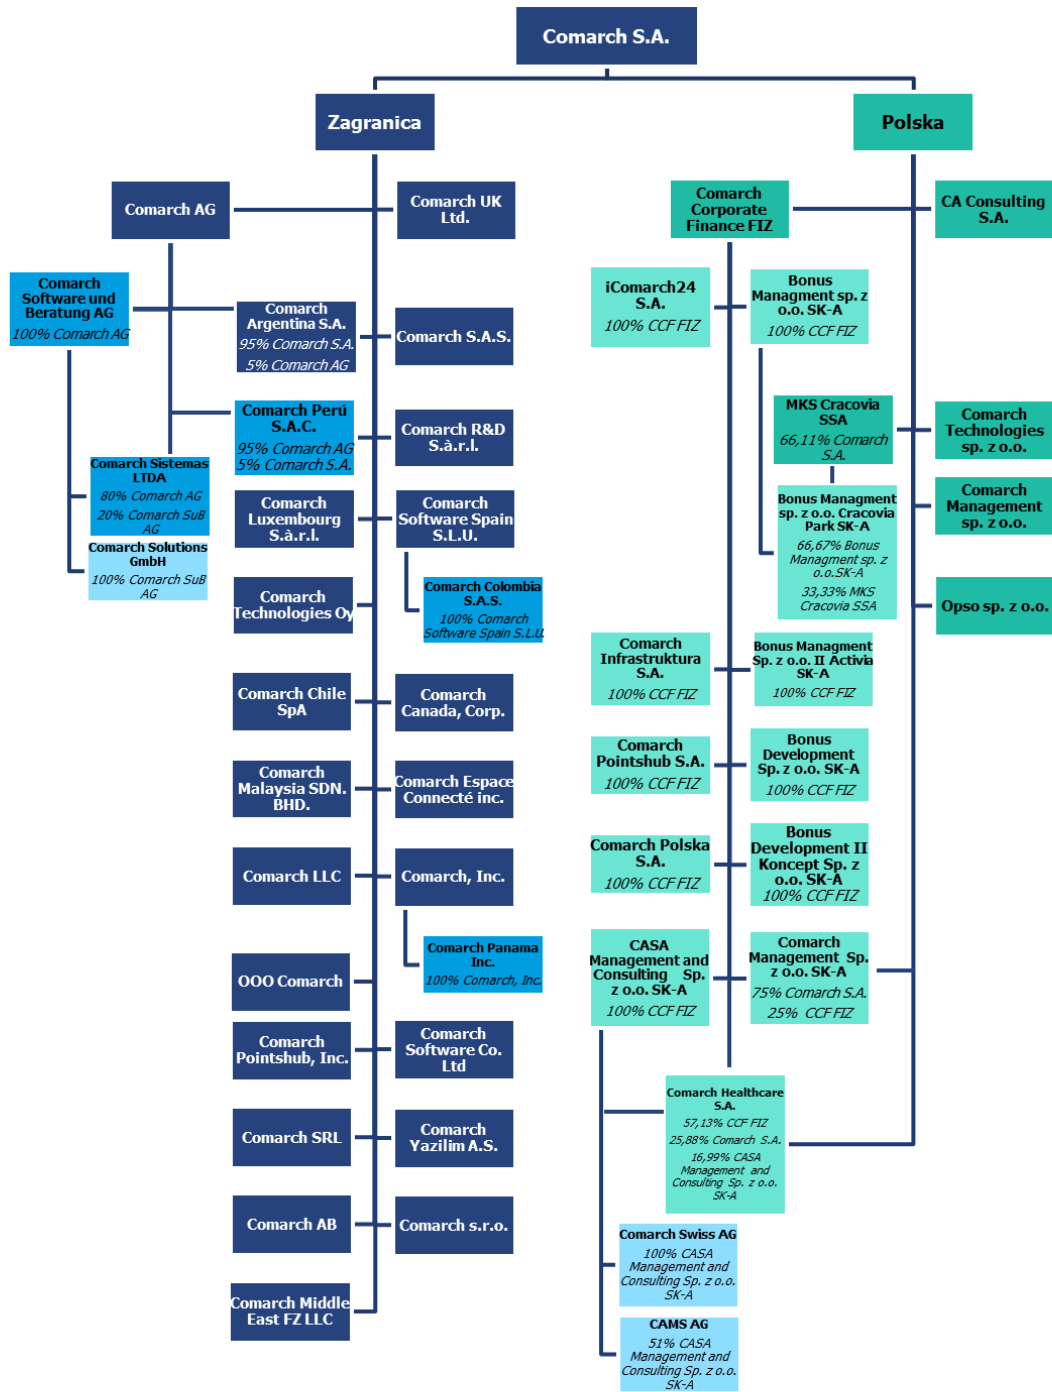 Comarch S.A.
Zagranica
Polska
Comarch AG
Comarch UK
Ltd.
Comarch
Corporate
Finance FIZ
CA Consulting
S.A.
Comarch
Software und
Beratung AG
100% Comarch AG
Comarch
Argentina S.A.
95% Comarch S.A.
5% Comarch AG
Comarch S.A.S.
iComarch24
S.A.
100% CCF FIZ
Bonus
Managment sp. z
o.o. SK-A
100% CCF FIZ
Comarch Perú
S.A.C.
95% Comarch AG
5% Comarch S.A.
Comarch R&D
S.à.r.l.
MKS Cracovia
SSA
66,11% Comarch
S.A.
Comarch
Technologies
sp. z o.o.
Comarch Sistemas
LTDA
80% Comarch AG
20% Comarch SuB
AG
Comarch
Luxembourg
S.à.r.l.
Comarch
Software Spain
S.L.U.
Bonus Managment
sp. z o.o. Cracovia
Park SK-A
66,67% Bonus
Managment sp. z
o.o.SK-A
33,33% MKS
Cracovia SSA
Comarch
Management
sp. z o.o.
Comarch Solutions
GmbH
100% Comarch SuB
AG
Comarch
Technologies Oy
Comarch Colombia
S.A.S.
100% Comarch
Software Spain S.L.U.
Opso sp. z o.o.
Comarch Chile
SpA
Comarch
Canada, Corp.
Comarch
Infrastruktura
S.A.
100% CCF FIZ
Bonus Managment
Sp. z o.o. II Activia
SK-A
100% CCF FIZ
Comarch
Malaysia SDN.
BHD.
Comarch Espace
Connecté inc.
Comarch
Pointshub S.A.
100% CCF FIZ
Bonus
Development
Sp. z o.o. SK-A
100% CCF FIZ
Comarch LLC
Comarch, Inc.
Comarch Polska
S.A.
100% CCF FIZ
Bonus
Development II
Koncept Sp. z
o.o. SK-A
100% CCF FIZ
OOO Comarch
Comarch Panama
Inc.
100% Comarch, Inc.
CASA
Management and
Consulting Sp.
z o.o. SK-A
100% CCF FIZ
Comarch
Management Sp.
z o.o. SK-A
75% Comarch S.A.
25% CCF FIZ
Comarch
Pointshub, Inc.
Comarch
Software Co.
Ltd
Comarch Healthcare
S.A.
57,13% CCF FIZ
25,88% Comarch S.A.
16,99% CASA
Management and
Consulting Sp. z o.o.
SK-A
Comarch SRL
Comarch
Yazilim A.S.
Comarch AB
Comarch s.r.o.
Comarch Swiss AG
100% CASA
Management and
Consulting Sp. z o.o.
SK-A
Comarch Middle
East FZ LLC
CAMS AG
51% CASA
Management and
Consulting Sp. z o.o.
SK-A